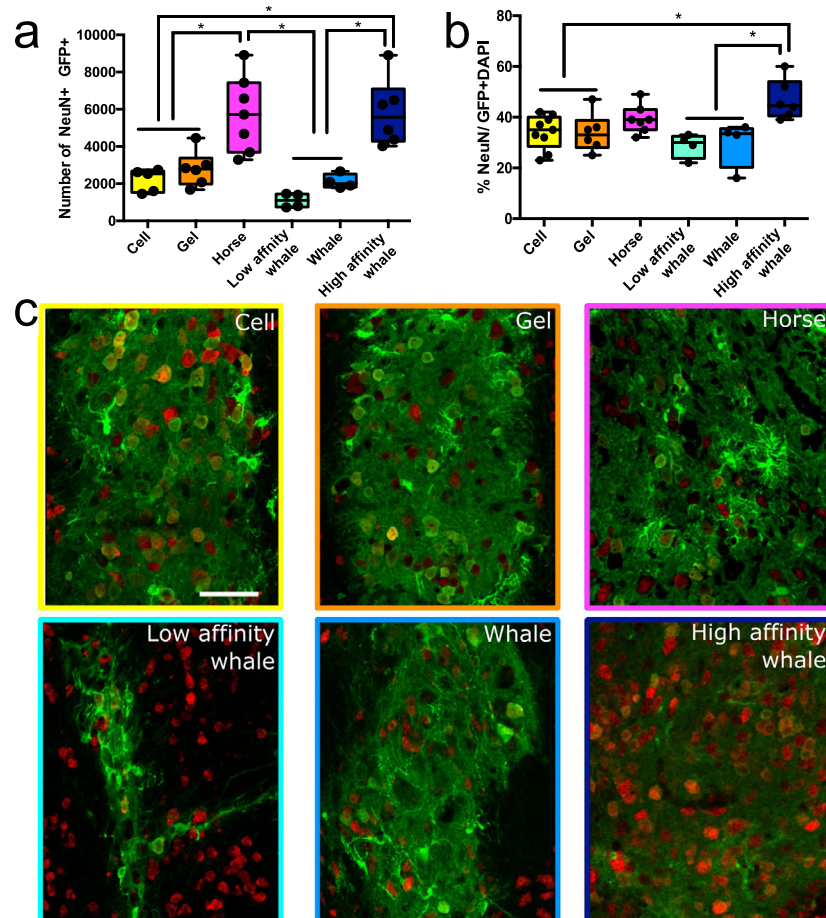 a
Number of NeuN+ GFP+
10000
8000
6000
4000
2000
0
*
*
*
*
Cell
Gel
Horse
Low affnity
whale
Whale
High affinity
whale
b
% NeuN/ GFP+DAPI
80
60
40
20
0
*
*
Cell
Gel
Horse
Low affnity
whale
Whale
High affinity
whale
c
Cell
Gel
Horse
Low affinity
whale
Whale
High affinity
whale